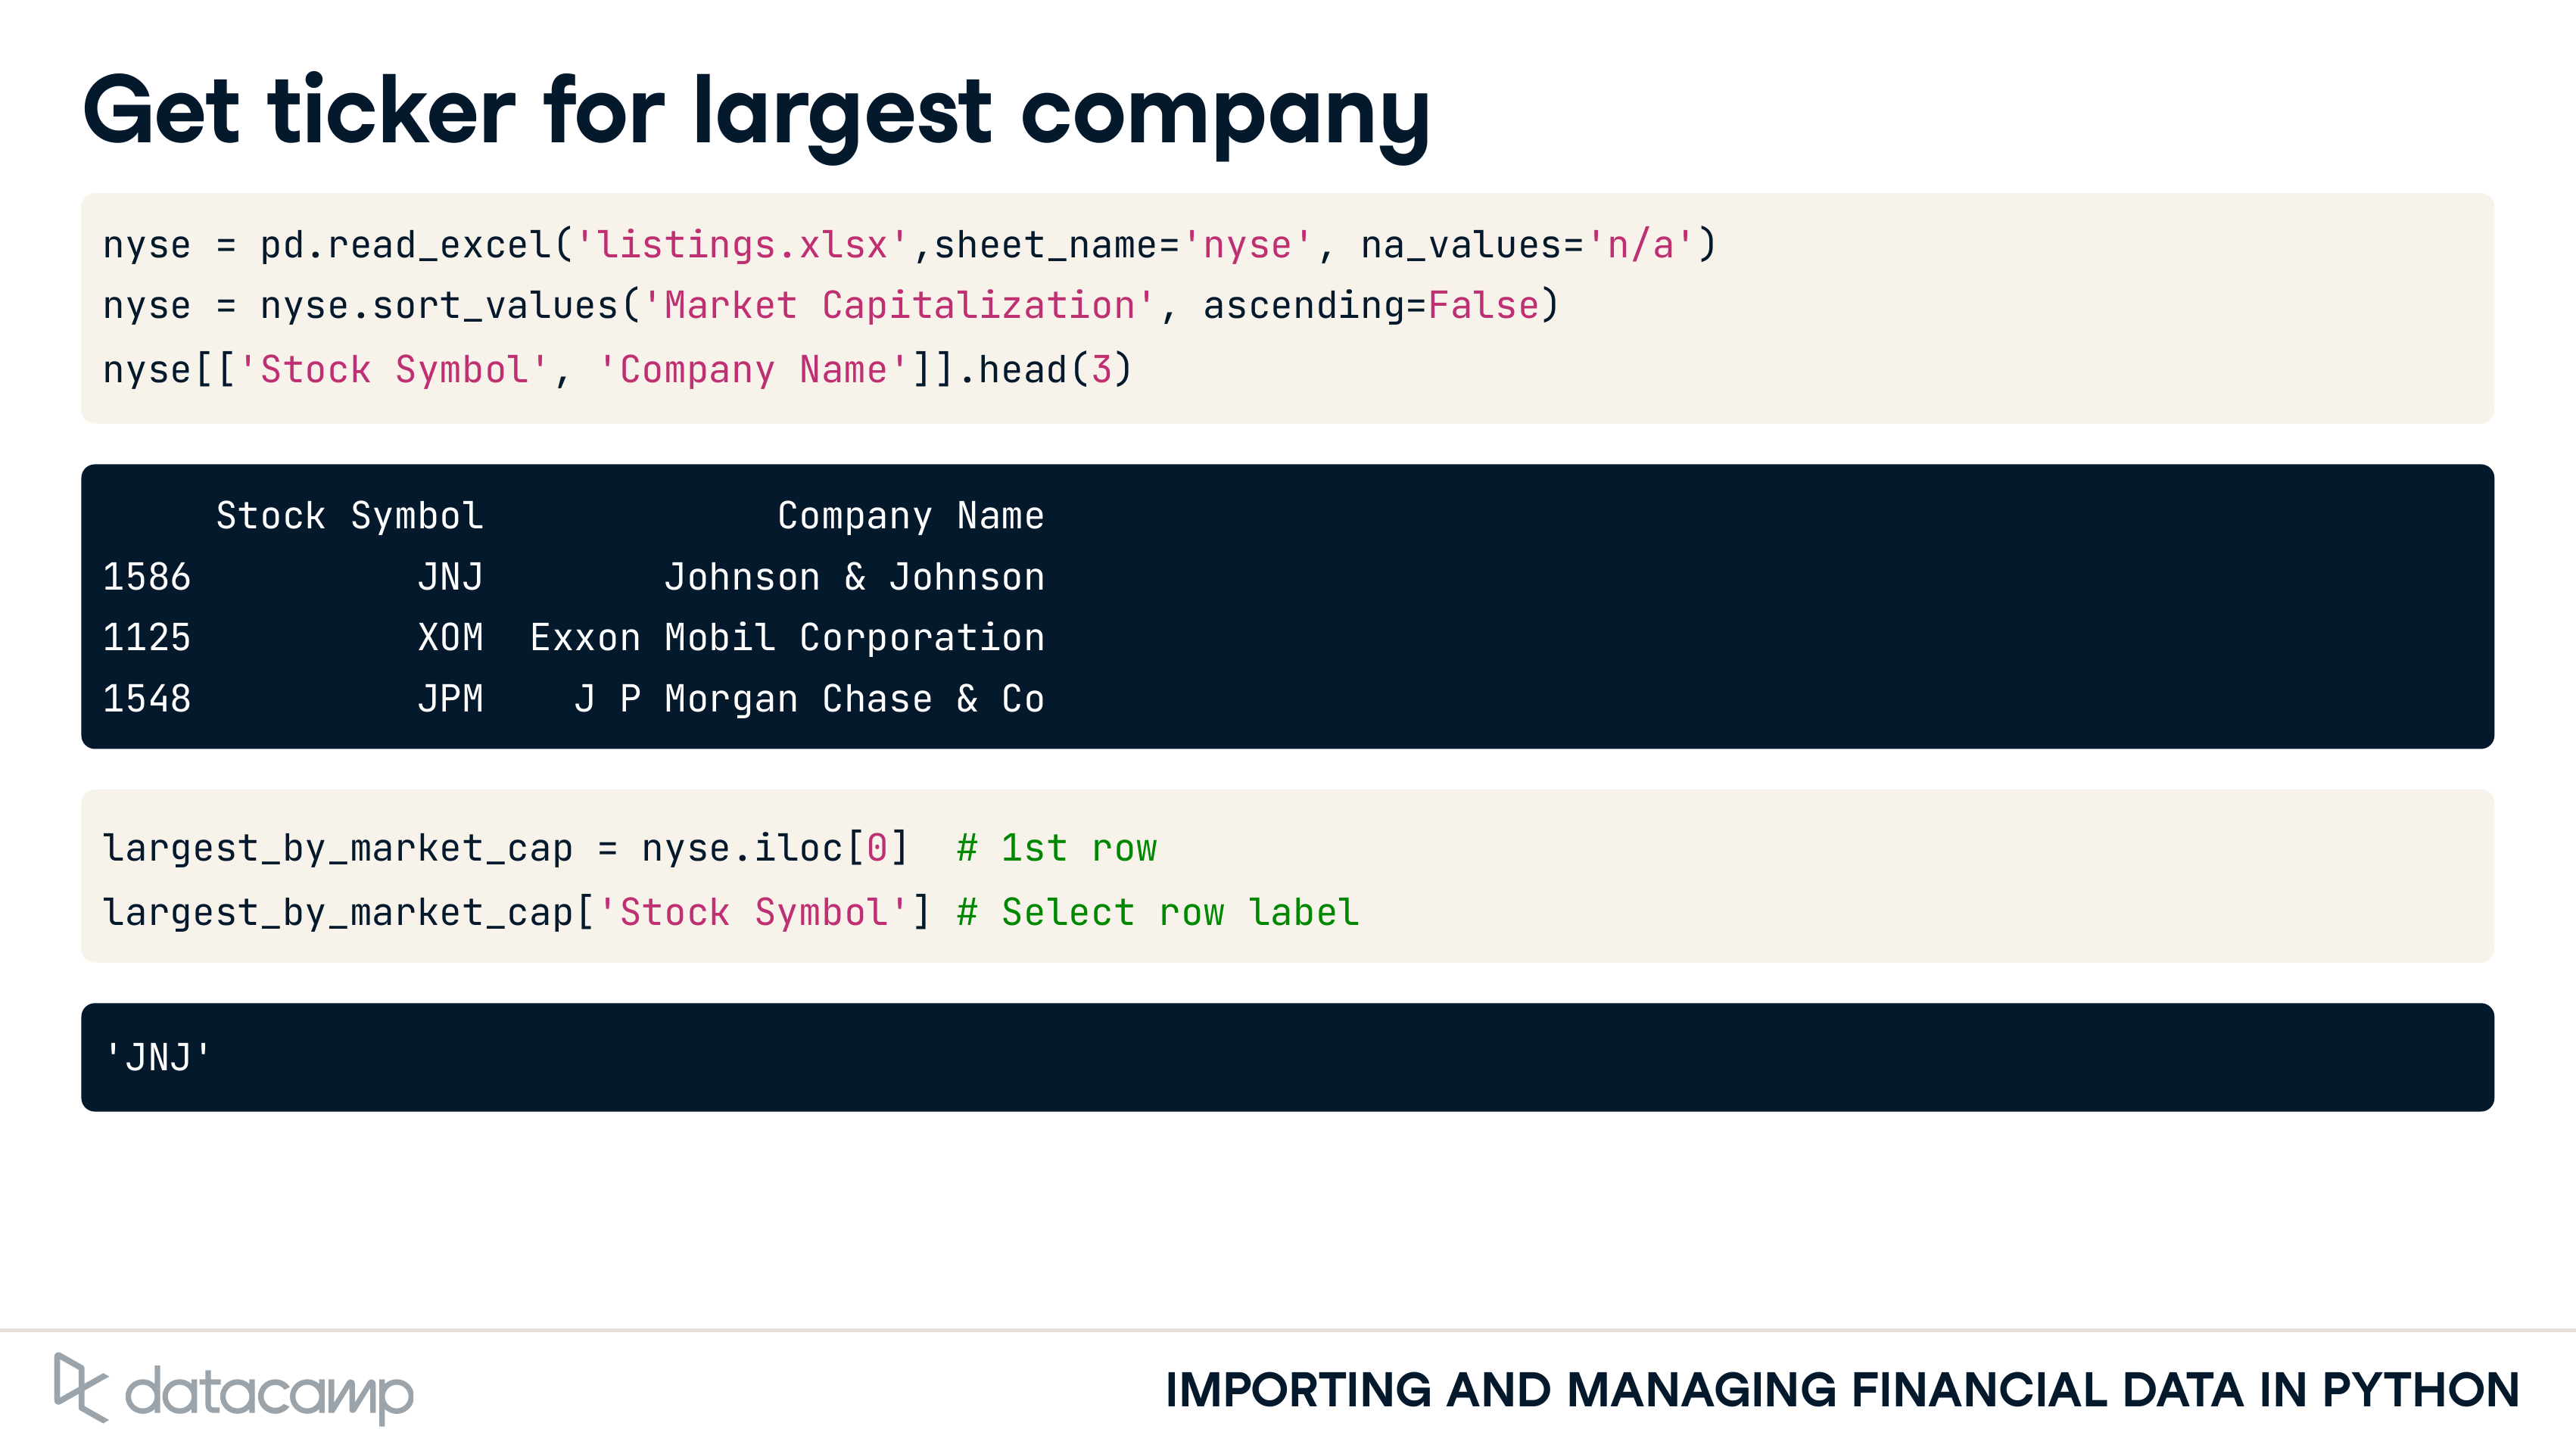 Get ticker for largest company
nyse = pd.read_excel('listings.xlsx',sheet_name='nyse', na_values='n/a')
nyse = nyse.sort_values('Market Capitalization', ascending=False)
nyse[['Stock Symbol', 'Company Name']].head(3)
     Stock Symbol             Company Name
1586          JNJ        Johnson & Johnson
1125          XOM  Exxon Mobil Corporation
1548          JPM    J P Morgan Chase & Co
largest_by_market_cap = nyse.iloc[0]  # 1st row
largest_by_market_cap['Stock Symbol'] # Select row label
'JNJ'
datacamp
IMPORTING AND MANAGING FINANCIAL DATA IN PYTHON